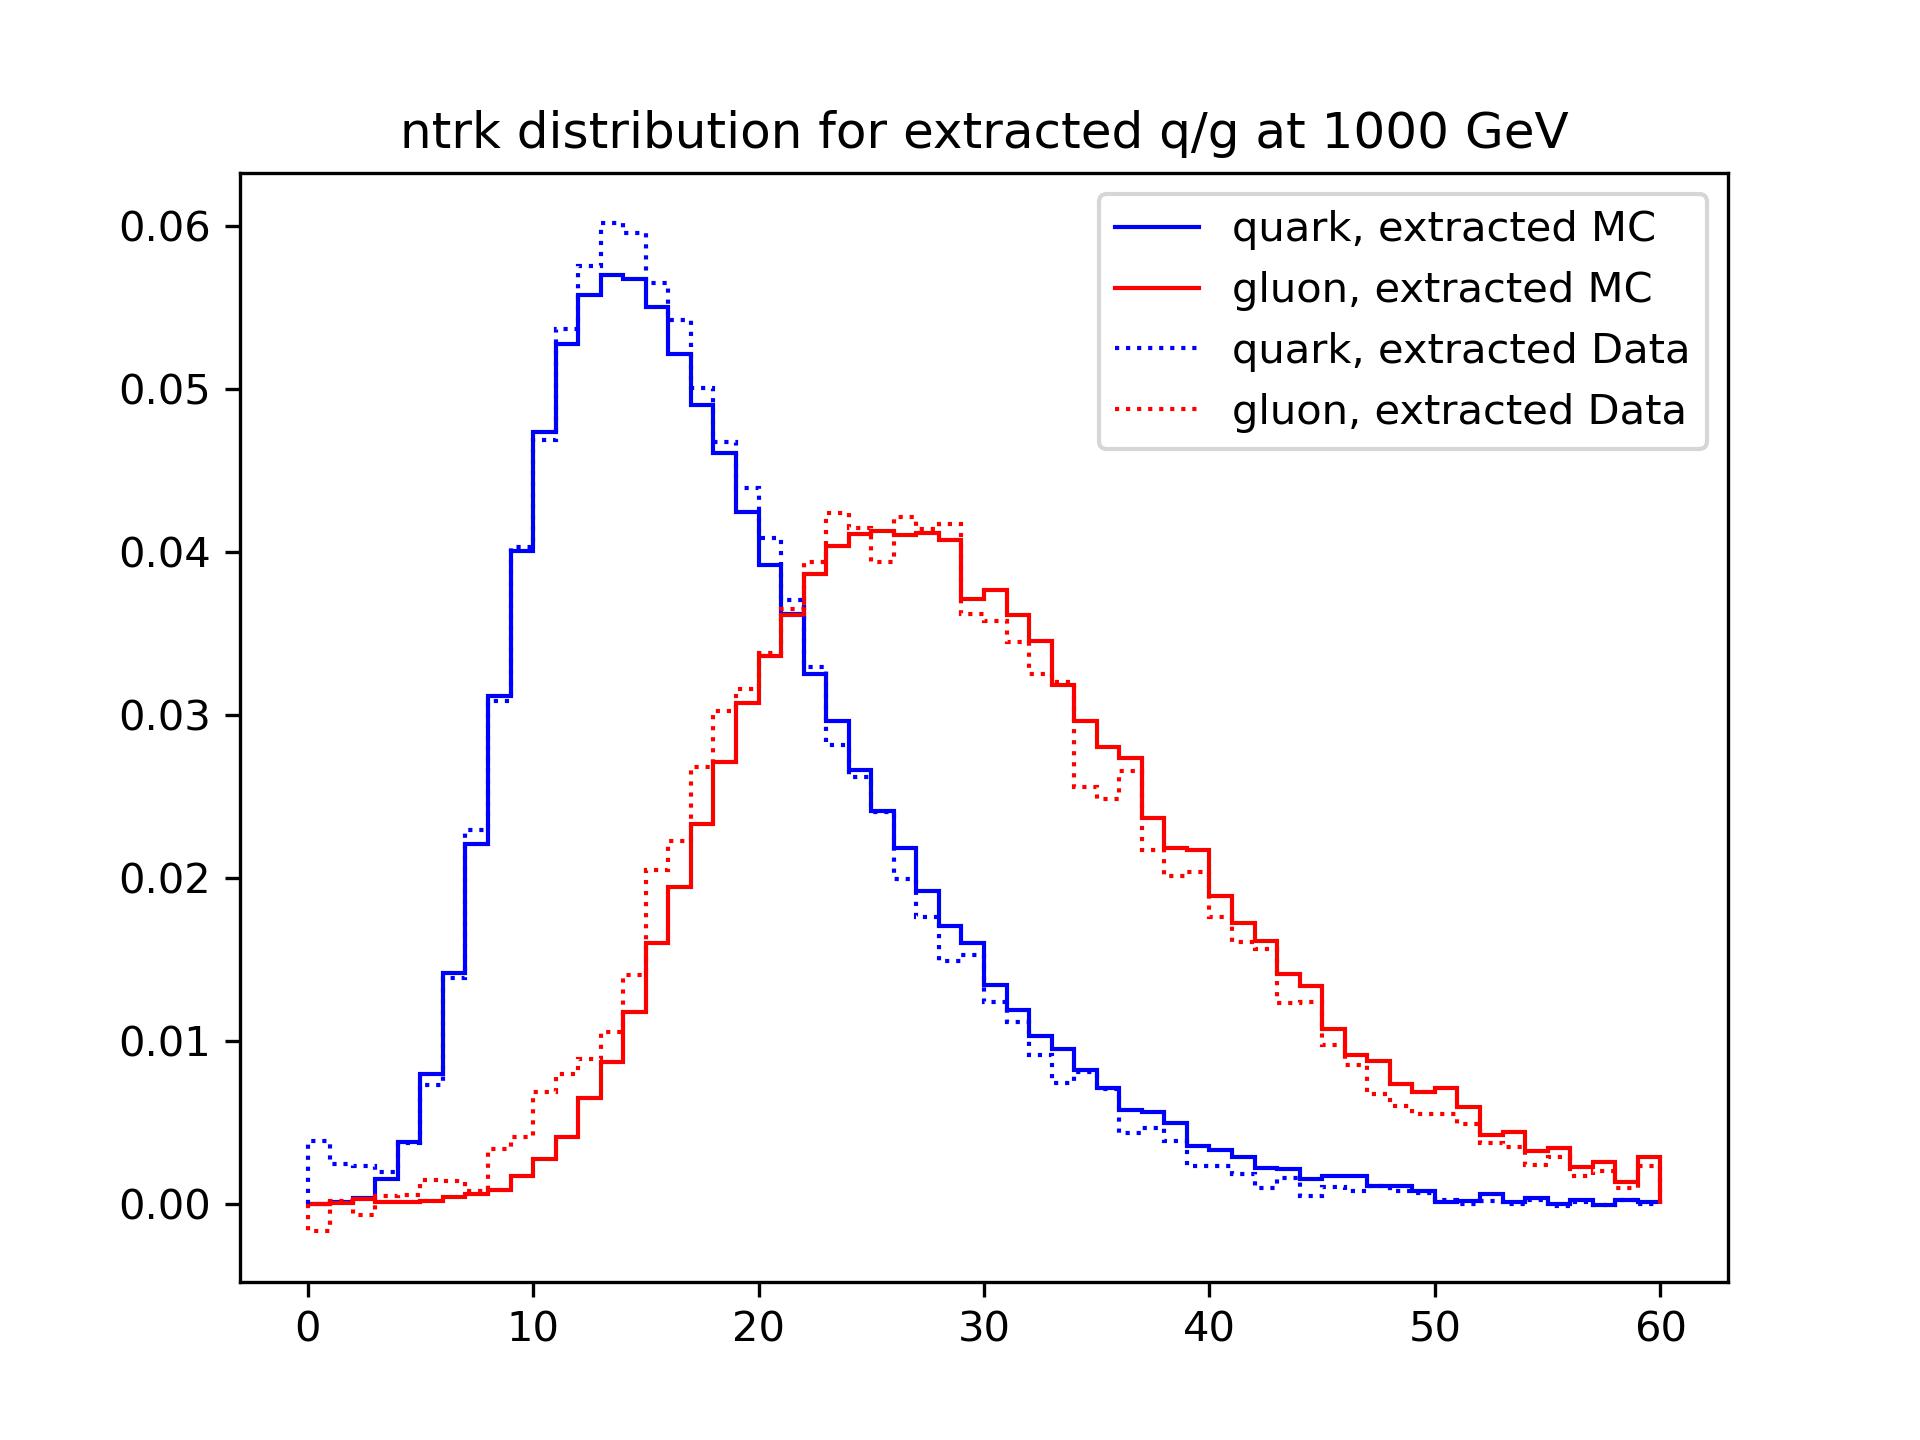 ntrk distribution for extracted q/g at 1000 GeV
quark, extracted MC
gluon, extracted MC
quark, extracted Data
gluon, extracted Data
0.06
0.05
0.04
0.03
0.02
0.01
0.00
0 10 20 30 40 50 60